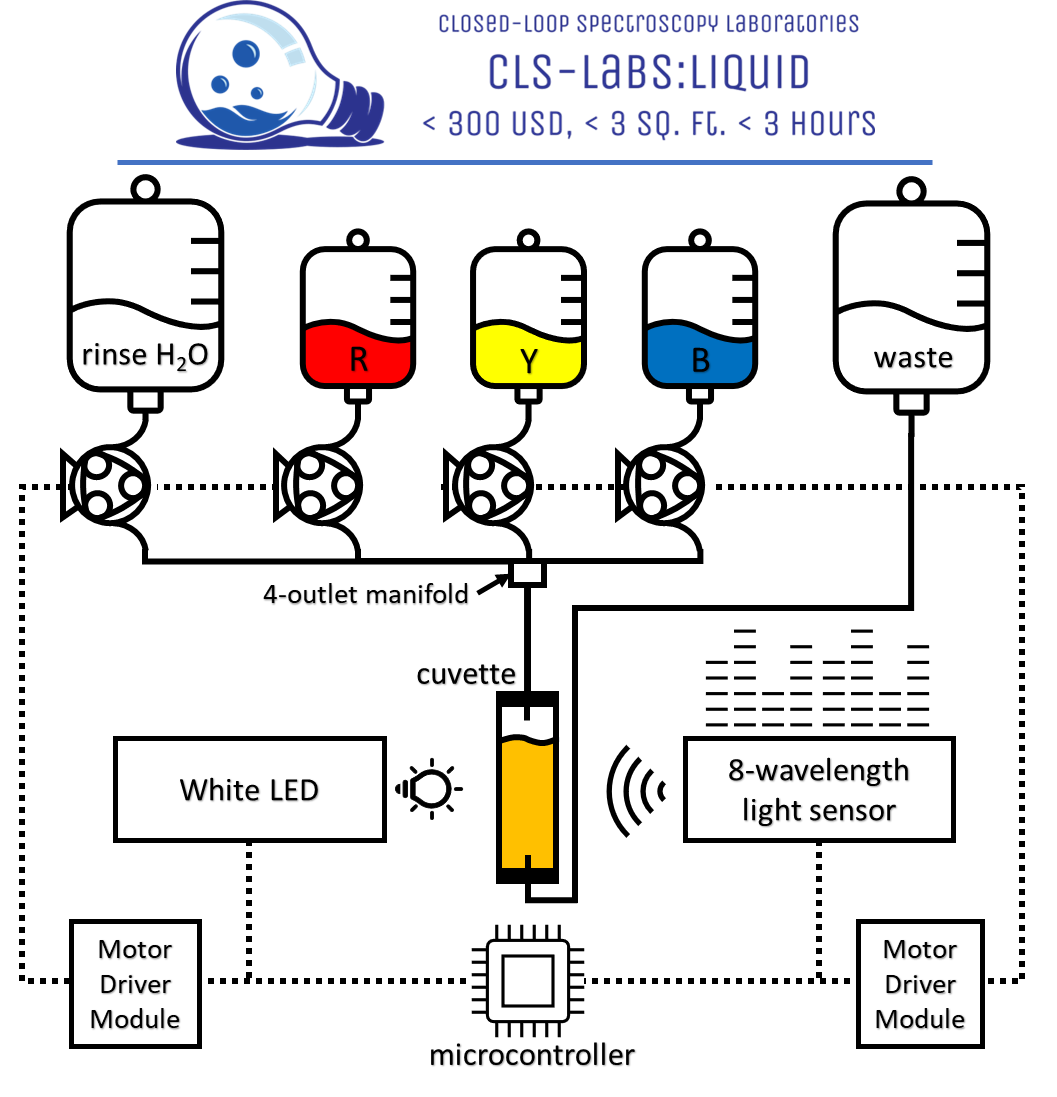 CLOSED-LOOP SPECTROSCOPY LABORATORIES
CLS-LABS:LIQUID
< 300 USD, < 3 SQ. FT. < 3 HOURS
rinse H₂O
R
Y
B
waste
4-outlet manifold
cuvette
White LED
8-wavelength
light sensor
Motor
Driver
Module
Motor
Driver
Module
microcontroller